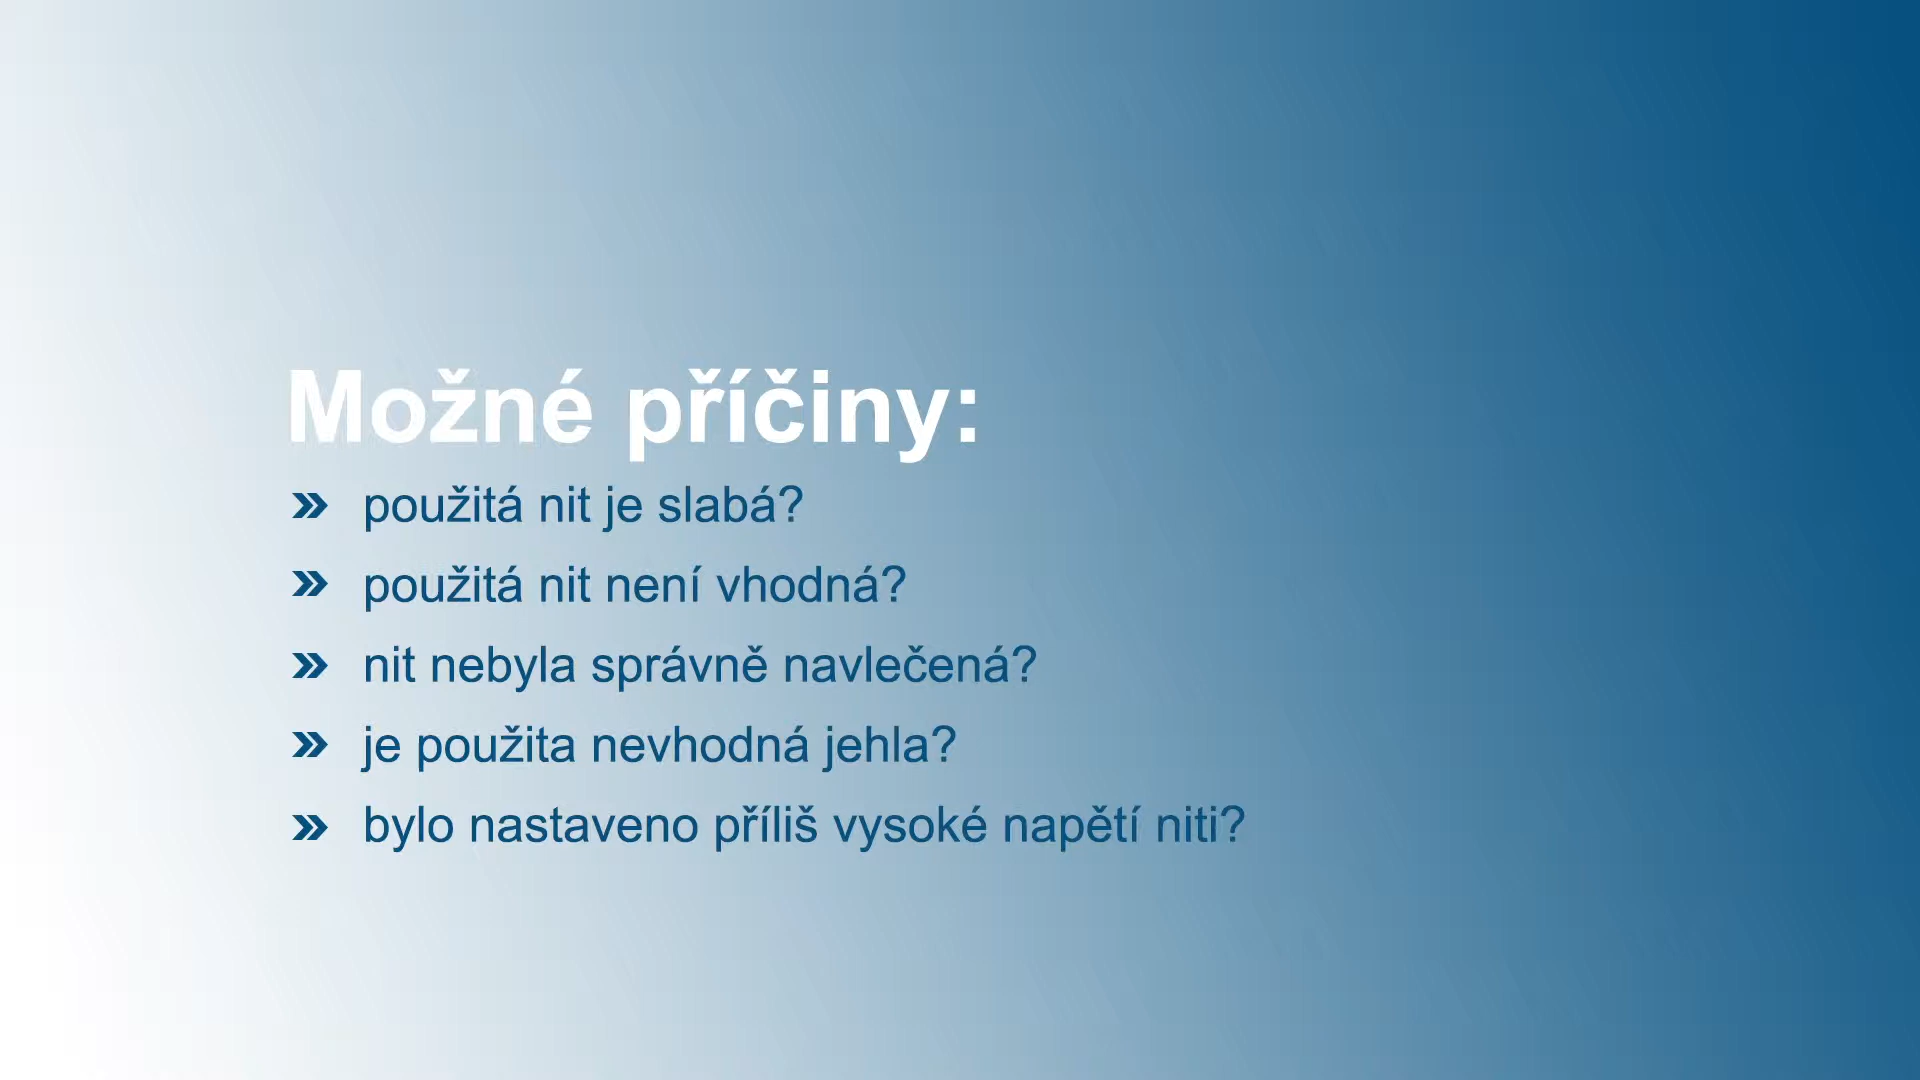 Možné příčiny:
» použitá nit je slabá?
» použitá nit není vhodná?
» nit nebyla správně navlečená?
» je použita nevhodná jehla?
» bylo nastaveno příliš vysoké napětí niti?